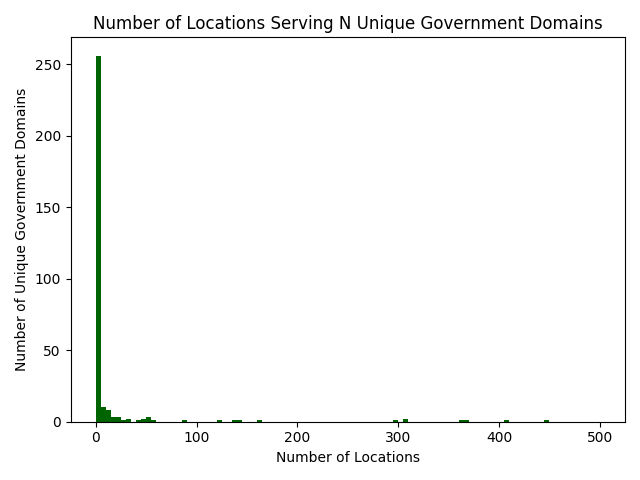 Number of Locations Serving N Unique Government Domains
Number of Unique Government Domains
250
200
150
100
50
0
0 100 200 300 400 500
Number of Locations